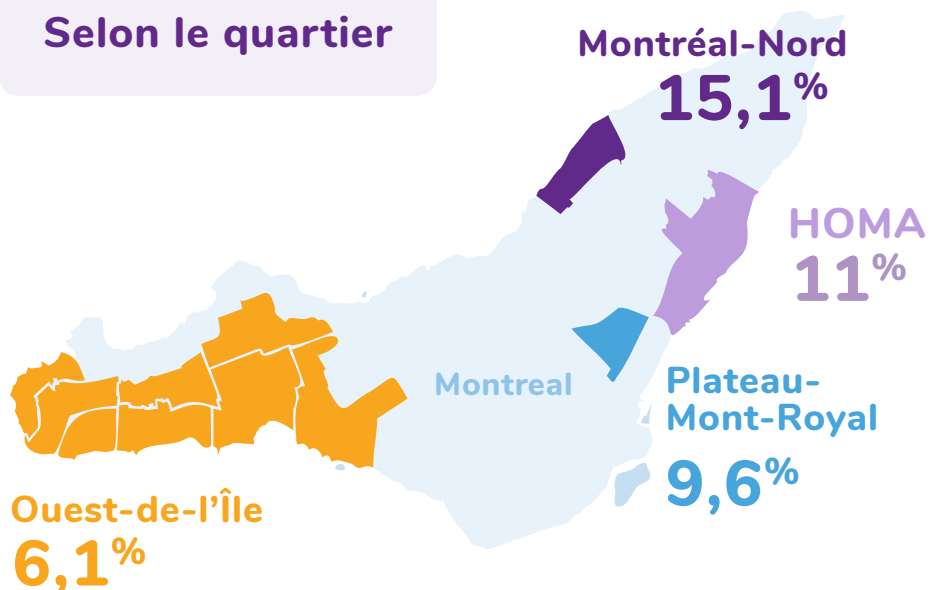 Selon le quartier
Montréal-Nord
15,1%
HOMA
11%
Montreal
Plateau-
Mont-Royal
9,6%
Ouest-de-l’Île
6,1%